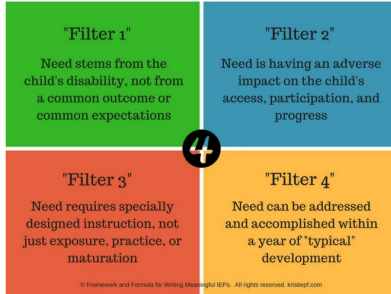 "Filter 1"
Need stems from the
child's disability, not from
a common outcome or
common expectations
"Filter 2"
Need is having an adverse
impact on the child's
access, participation, and
progress
4
"Filter 3"
Need requires specially
designed instruction, not
just exposure, practice, or
maturation
"Filter 4"
Need can be addressed
and accomplished within
a year of "typical"
development
© Framework and Formula for Writing Meaningful IEPs. All rights reserved. kristiepf.com